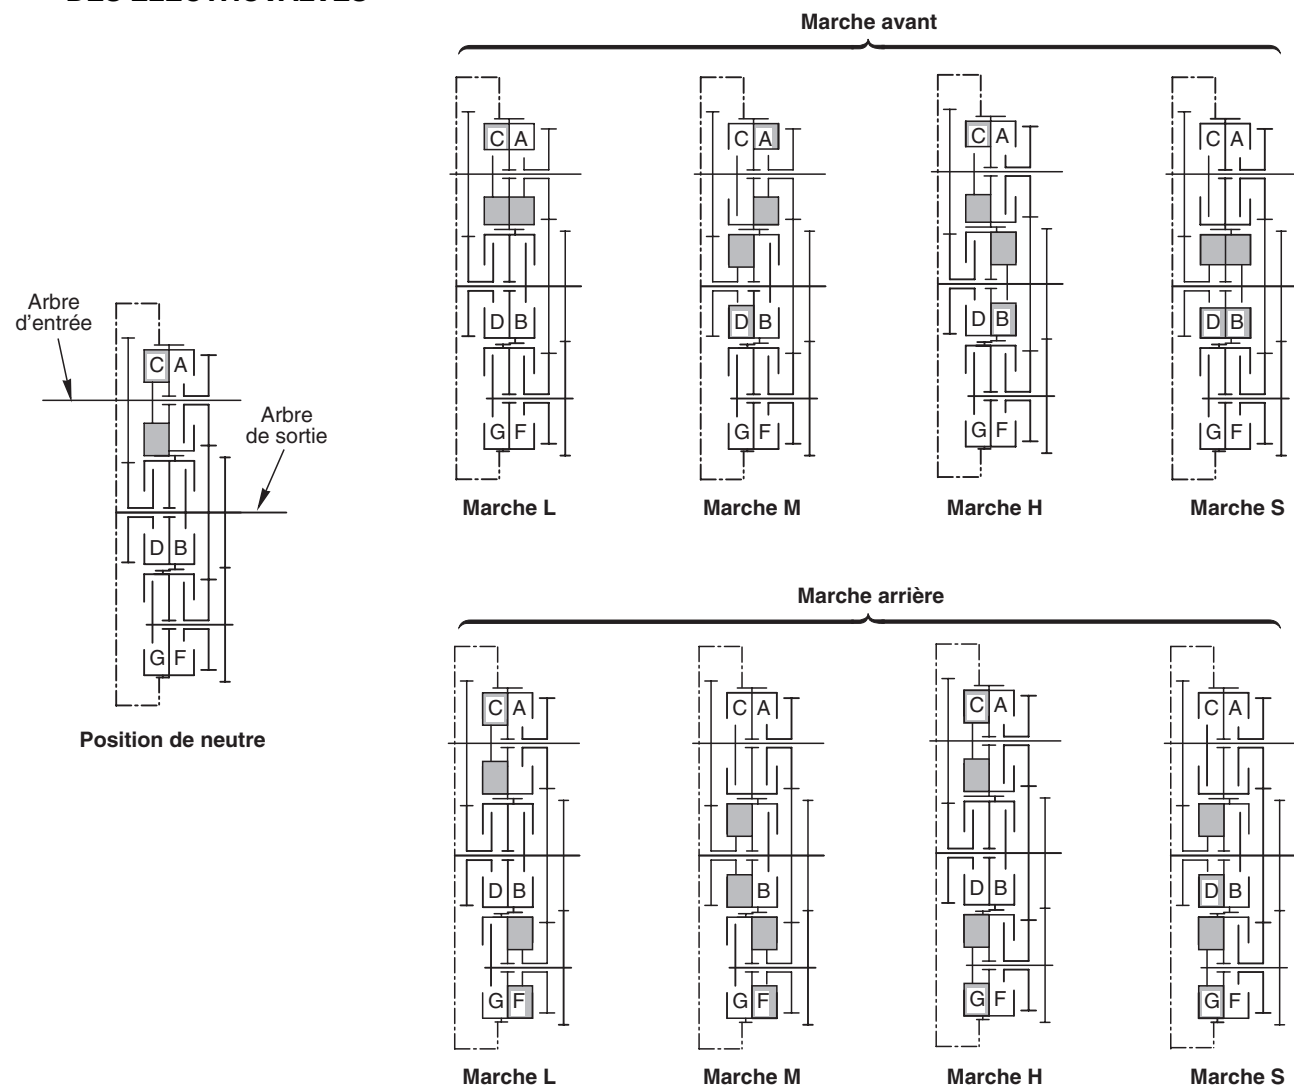 Marche avant
C A
C A
C A
C A
D B
D B
D B
D B
G F
G F
G F
G F
Marche L
Marche M
Marche H
Marche S
Arbre
d'entrée
C A
Arbre
de sortie
D B
G F
Position de neutre
Marche arrière
C A
C A
C A
C A
D B
B
D B
D B
G F
G F
G F
G F
Marche L
Marche M
Marche H
Marche S